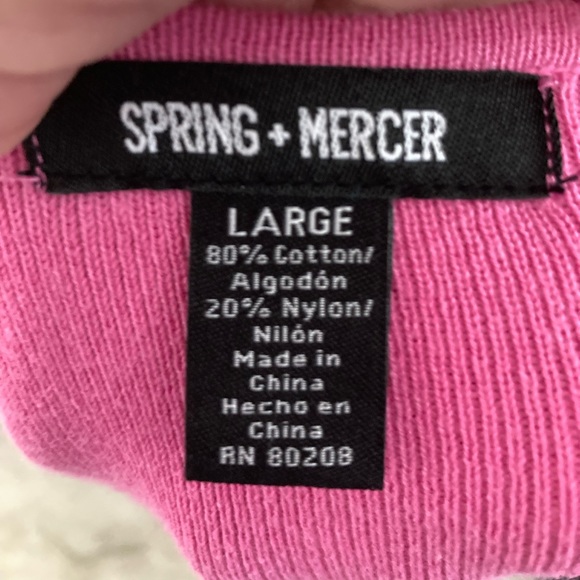 SPRING + MERCER
LARGE
80% Cotton/
Algodón
20% Nylon/
Nilón
Made in
China
Hecho en
China
RN 80208